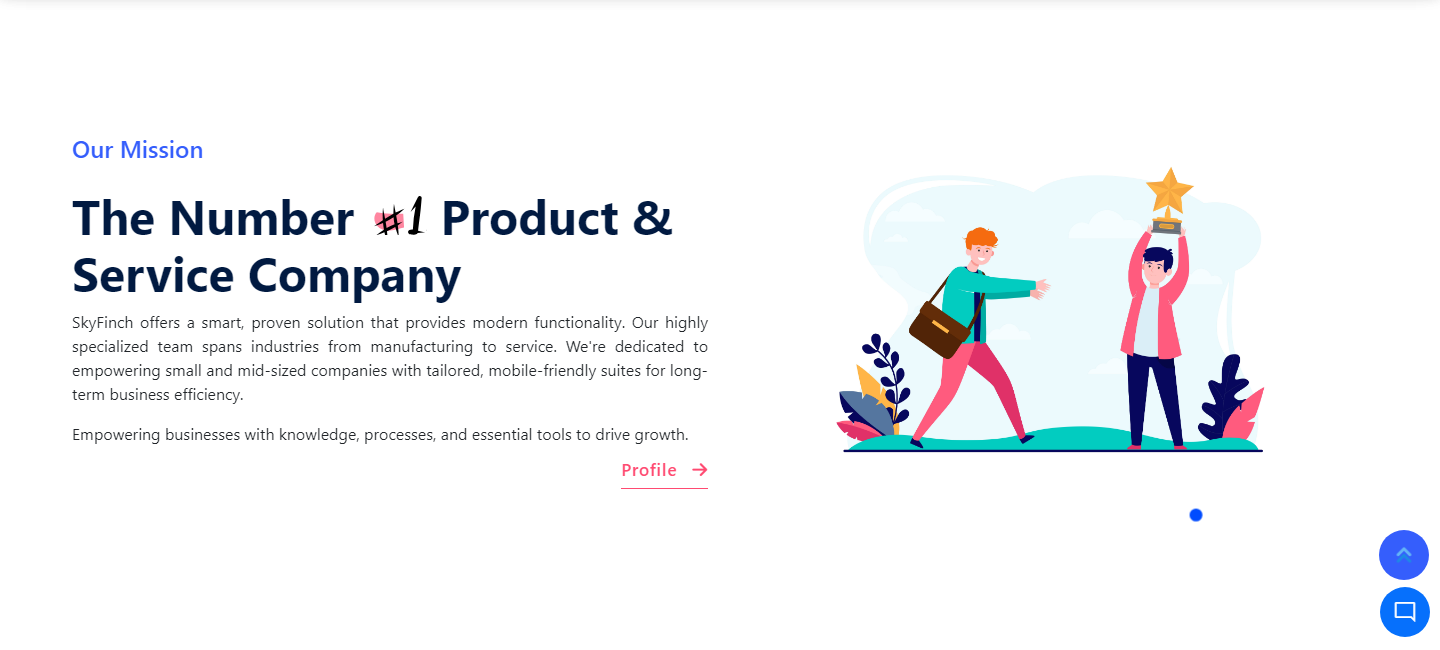 Our Mission
The Number #1 Product &
Service Company
SkyFinch offers a smart, proven solution that provides modern functionality. Our highly
specialized team spans industries from manufacturing to service. We're dedicated to
empowering small and mid-sized companies with tailored, mobile-friendly suites for long-
term business efficiency.
Empowering businesses with knowledge, processes, and essential tools to drive growth.
Profile